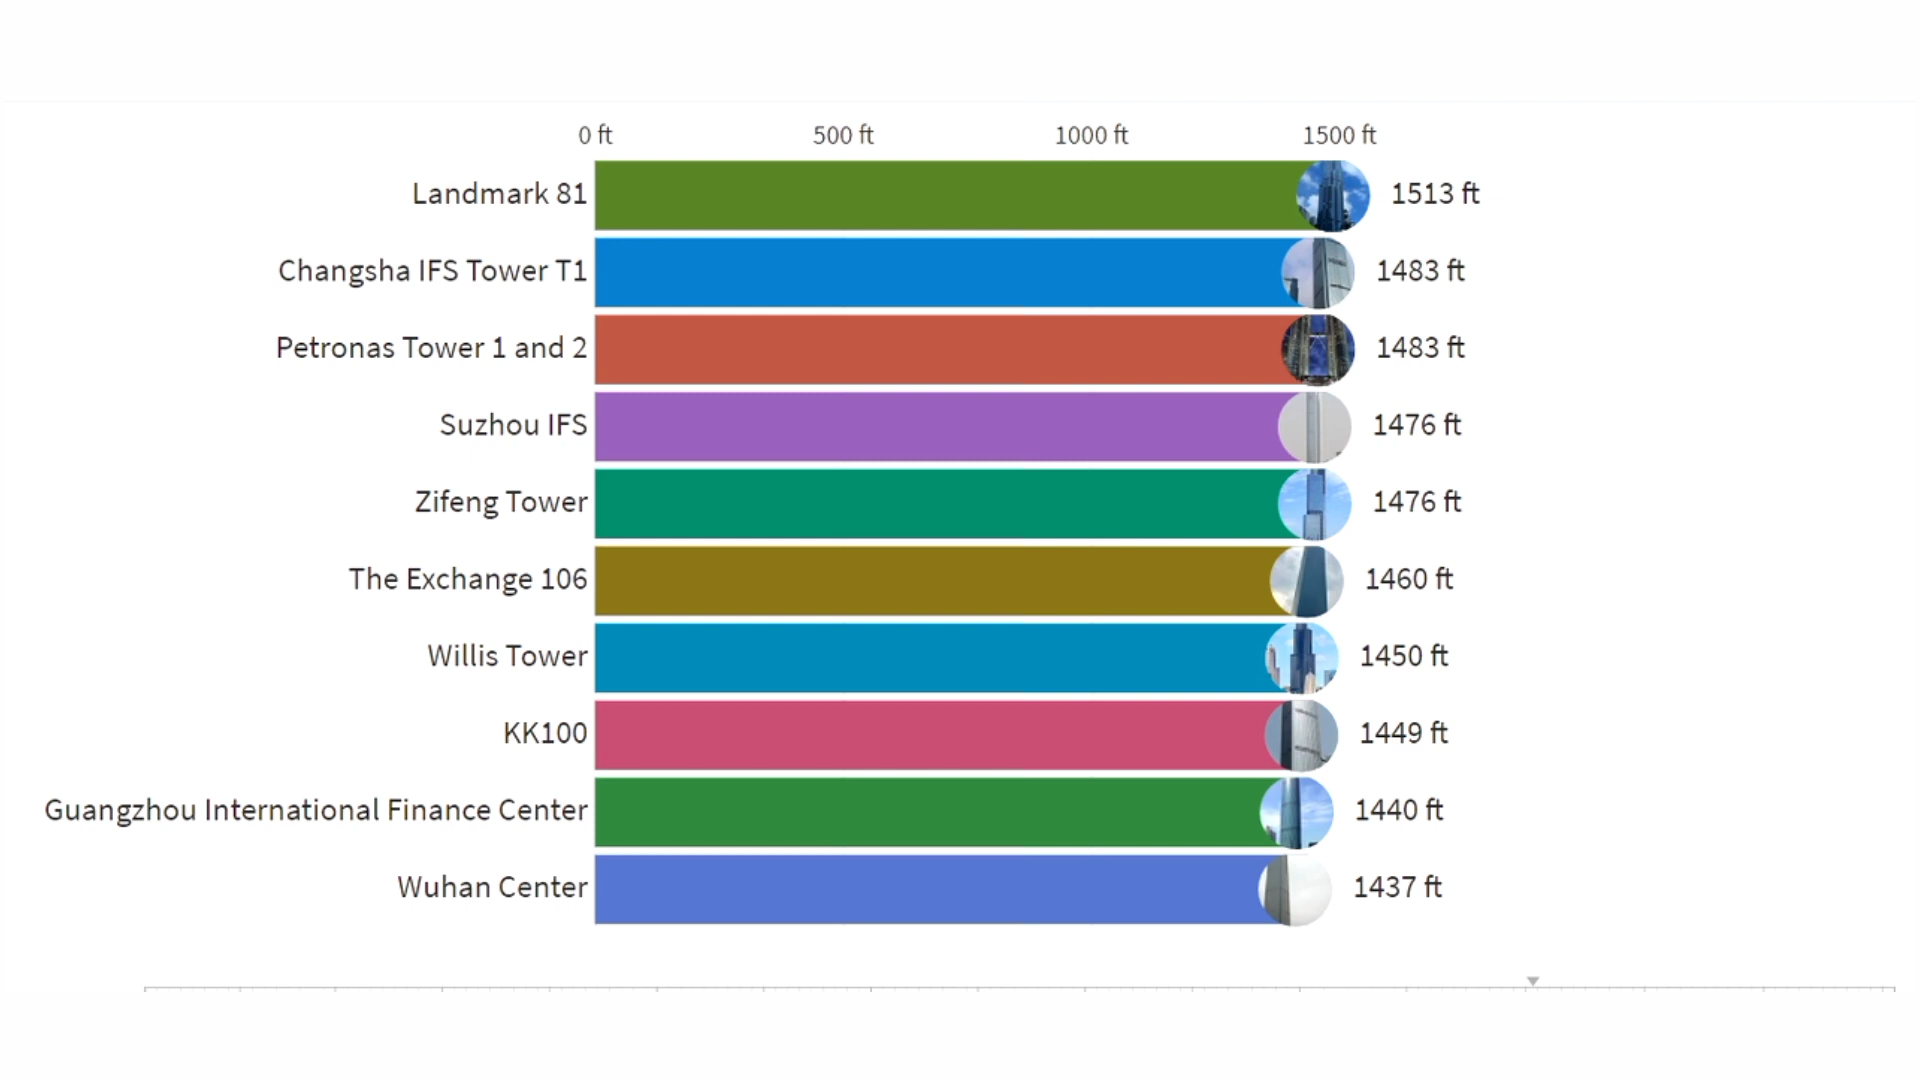 0 ft 500 ft 1000 ft 1500 ft
Landmark 81 1513 ft
Changsha IFS Tower T1 1483 ft
Petronas Tower 1 and 2 1483 ft
Suzhou IFS 1476 ft
Zifeng Tower 1476 ft
The Exchange 106 1460 ft
Willis Tower 1450 ft
KK100 1449 ft
Guangzhou International Finance Center 1440 ft
Wuhan Center 1437 ft